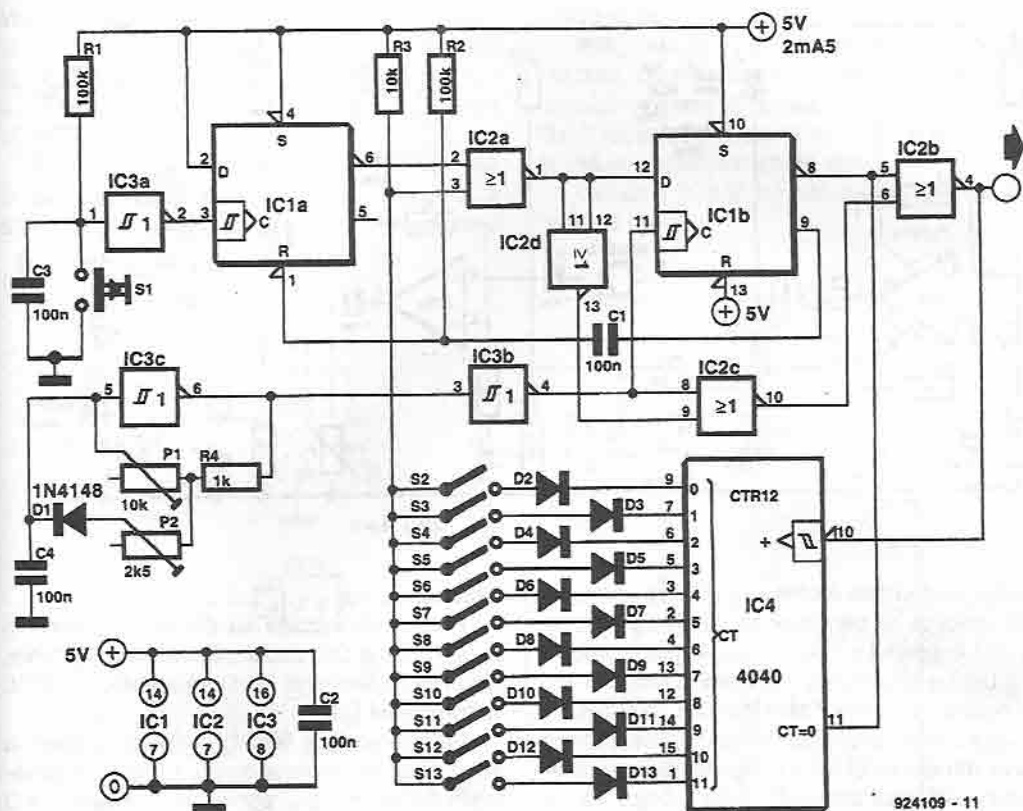 5V
2mA5
R1
100k
R3
10k
R2
100k
4
S
2
D
IC1a
3
C
6
5
R
1
IC3a
1
1
2
C3
100n
S1
IC2a
2
3
≥1
1
11
12
IC2d
≥1
13
10
S
12
D
IC1b
11
C
8
9
R
13
5V
IC2b
5
6
≥1
4
C1
100n
IC3c
5
1
6
IC3b
3
1
4
IC2c
8
9
≥1
10
P1
10k
R4
1k
1N4148
D1
P2
2k5
C4
100n
S2
D2
9
0
S3
D3
7
1
S4
D4
6
2
S5
D5
5
3
S6
D6
3
4
S7
D7
2
5
S8
D8
4
6
S9
D9
13
7
S10
D10
12
8
S11
D11
14
9
S12
D12
15
10
S13
D13
1
11
CTR12
+
10
IC4
CT
4040
11
CT=0
5V
14
14
16
IC1
IC2
IC3
7
7
8
C2
100n
0
924109 - 11